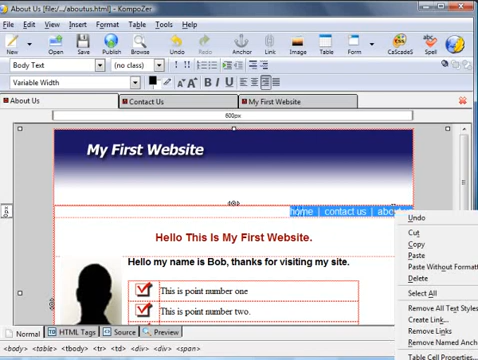 About Us [file:/.../aboutus.html] - KompoZer
File Edit View Insert Format Table Tools Help
New Open Save Publish Browse Undo Redo Anchor Link Image Table Form CaScadeS Spell
Body Text (no class)
Variable Width
About Us Contact Us My First Website
600px
My First Website
home | contact us | about
Hello This Is My First Website.
Hello my name is Bob, thanks for visiting my site.
This is point number one
This is point number two.
Undo
Cut
Copy
Paste
Paste Without Format
Delete
Select All
Remove All Text Styles
Create Link...
Remove Links
Remove Named Anchor
Table Cell Properties...
Normal HTML Tags Source Preview
<body> <table> <tr> <td> <div> <div> <span>